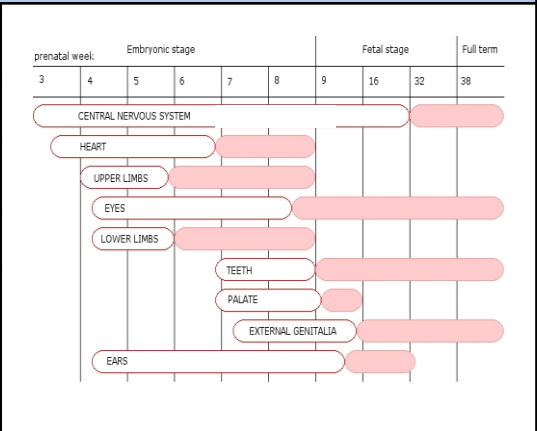 Embryonic stage Fetal stage Full term
prenatal week:
3 4 5 6 7 8 9 16 32 38
CENTRAL NERVOUS SYSTEM
HEART
UPPER LIMBS
EYES
LOWER LIMBS
TEETH
PALATE
EXTERNAL GENITALIA
EARS